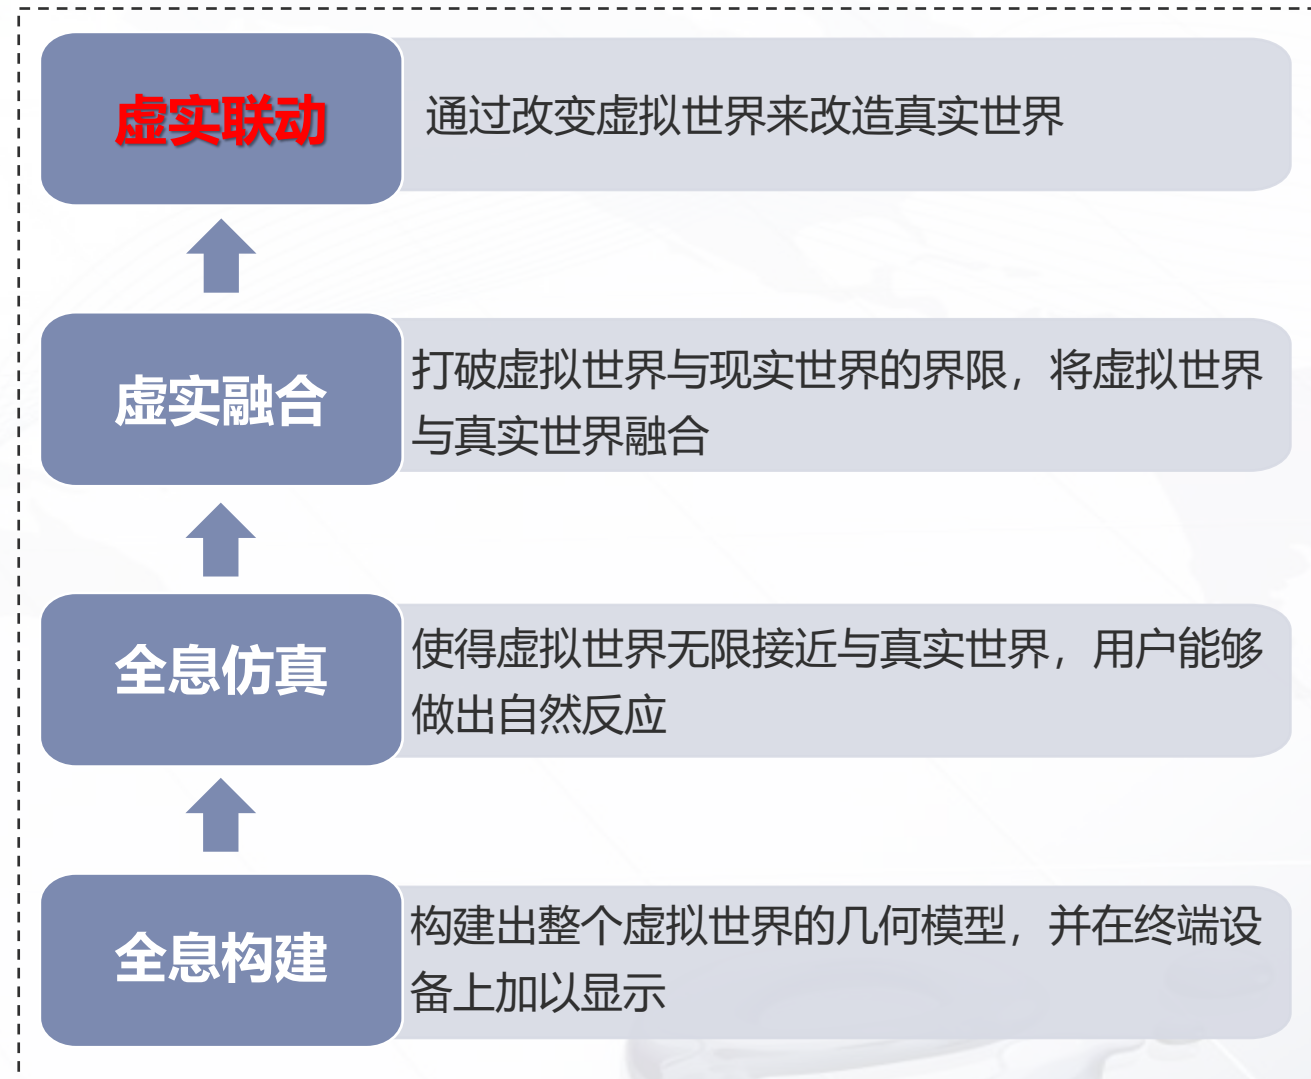 虚实联动
通过改变虚拟世界来改造真实世界
虚实融合
打破虚拟世界与现实世界的界限，将虚拟世界
与真实世界融合
全息仿真
使得虚拟世界无限接近与真实世界，用户能够
做出自然反应
全息构建
构建出整个虚拟世界的几何模型，并在终端设
备上加以显示